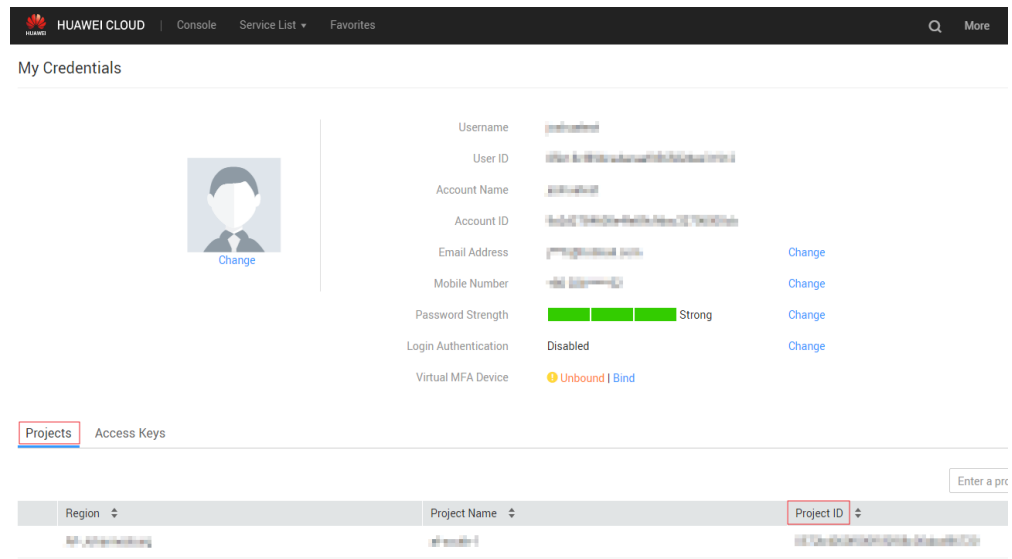 HUAWEI HUAWEI CLOUD | Console Service List Favorites More
My Credentials
Username
User ID
Account Name
Account ID
Email Address Change
Change Mobile Number Change
Password Strength Strong Change
Login Authentication Disabled Change
Virtual MFA Device Unbound | Bind
Projects Access Keys
Enter a pro
Region Project Name Project ID